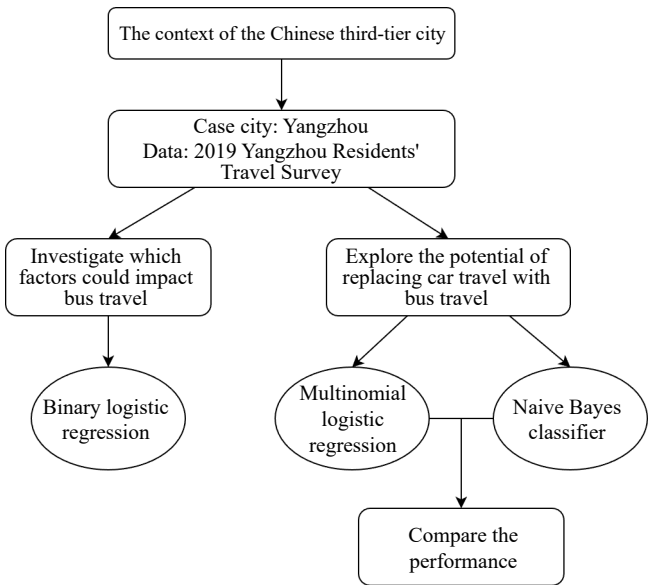 The context of the Chinese third-tier city
Case city: Yangzhou
Data: 2019 Yangzhou Residents'
Travel Survey
Investigate which
factors could impact
bus travel
Explore the potential of
replacing car travel with
bus travel
Binary logistic
regression
Multinomial
logistic
regression
Naive Bayes
classifier
Compare the
performance